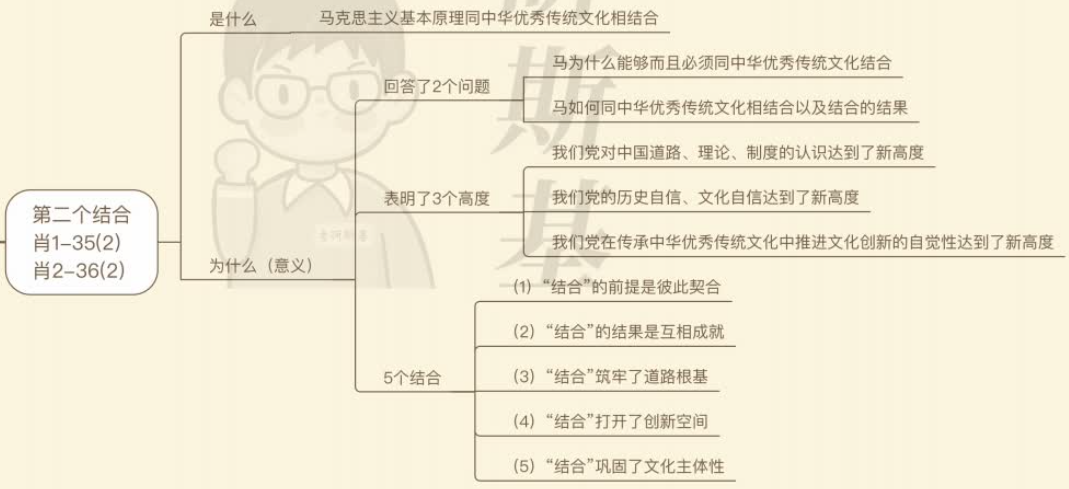 第二个结合
肖1-35(2)
肖2-36(2)
是什么
马克思主义基本原理同中华优秀传统文化相结合
为什么（意义）
回答了2个问题
马为什么能够而且必须同中华优秀传统文化结合
马如何同中华优秀传统文化相结合以及结合的结果
表明了3个高度
我们党对中国道路、理论、制度的认识达到了新高度
我们党的历史自信、文化自信达到了新高度
我们党在传承中华优秀传统文化中推进文化创新的自觉性达到了新高度
5个结合
(1) “结合”的前提是彼此契合
(2) “结合”的结果是互相成就
(3) “结合”筑牢了道路根基
(4) “结合”打开了创新空间
(5) “结合”巩固了文化主体性
斯基